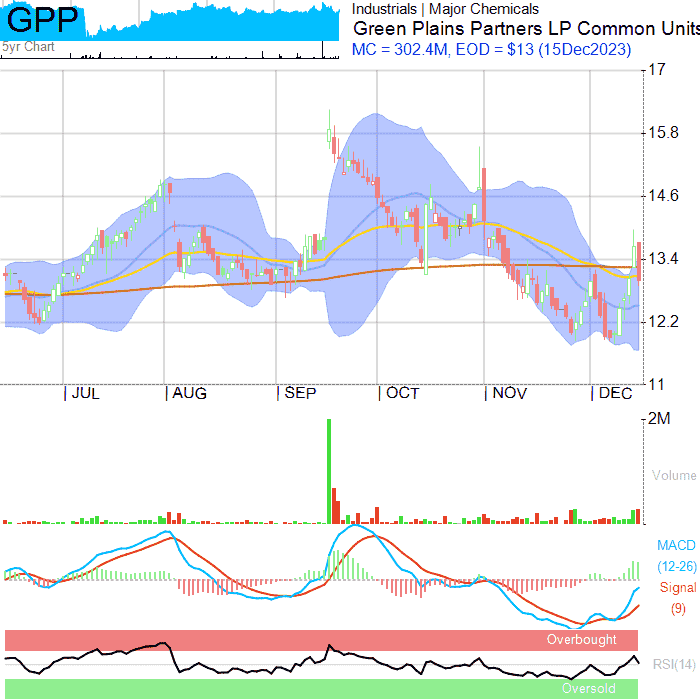 GPP
5yr Chart
Industrials | Major Chemicals
Green Plains Partners LP Common Units
MC = 302.4M, EOD = $13 (15Dec2023)
17
15.8
14.6
13.4
12.2
11
JUL
AUG
SEP
OCT
NOV
DEC
2M
Volume
MACD
(12-26)
Signal
(9)
Overbought
RSI(14)
Oversold